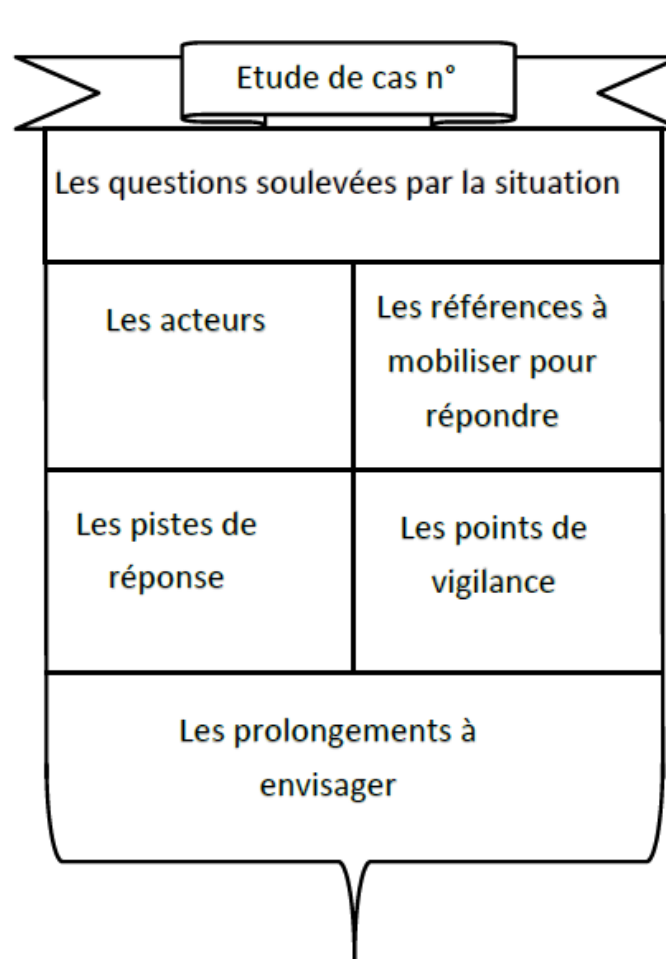 Etude de cas n°
Les questions soulevées par la situation
Les acteurs
Les références à
mobiliser pour
répondre
Les pistes de
réponse
Les points de
vigilance
Les prolongements à
envisager